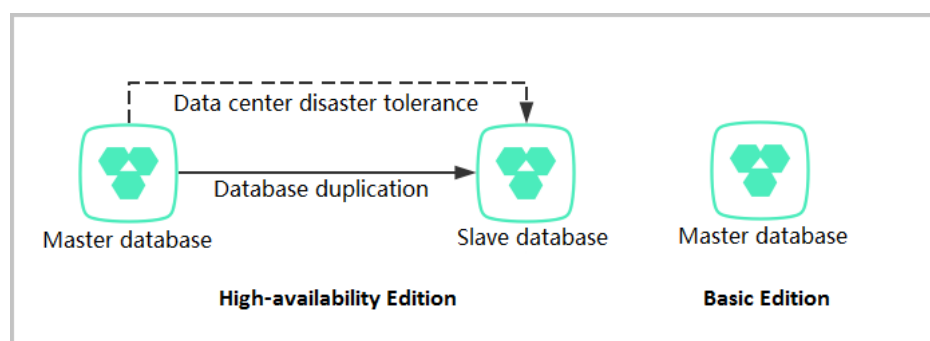 Data center disaster tolerance
Database duplication
Master database
Slave database
Master database
High-availability Edition
Basic Edition